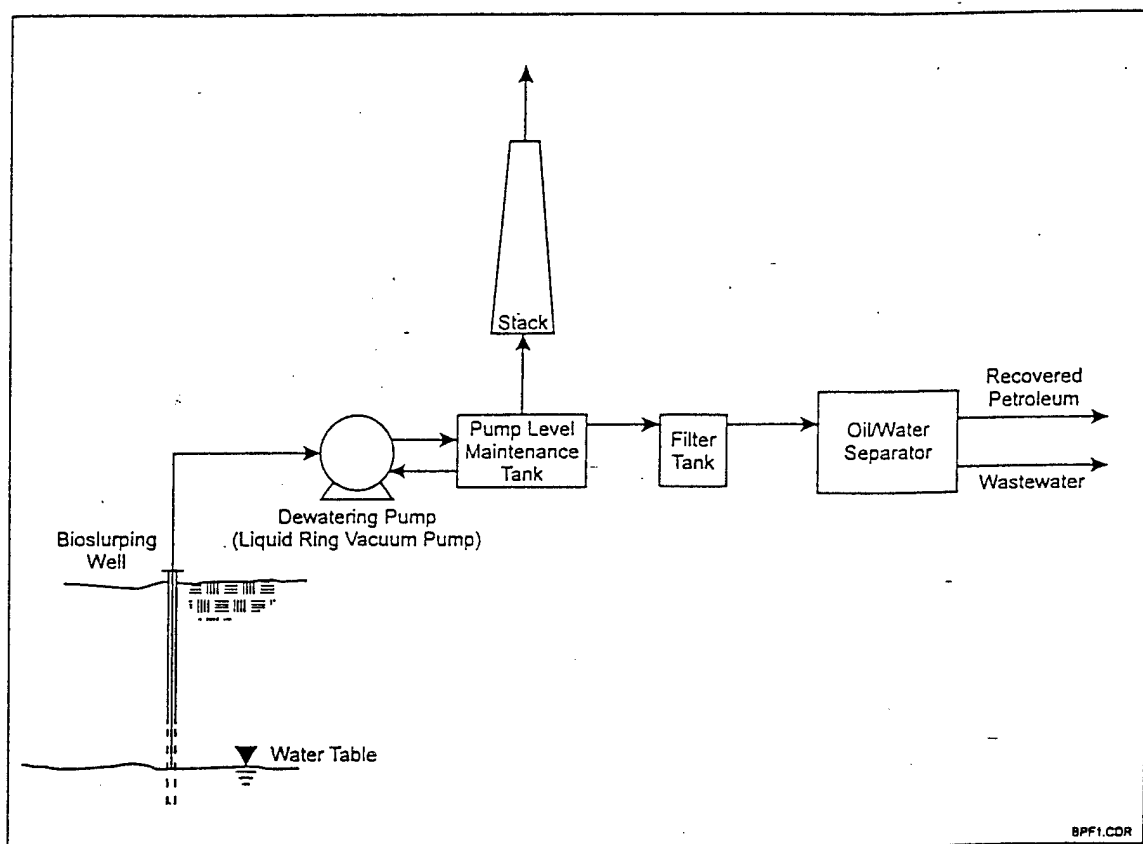 Stack
Recovered
Petroleum
Pump Level
Maintenance
Tank
Filter
Tank
Oil/Water
Separator
Wastewater
Dewatering Pump
(Liquid Ring Vacuum Pump)
Bioslurping
Well
Water Table
BPF1.CDR